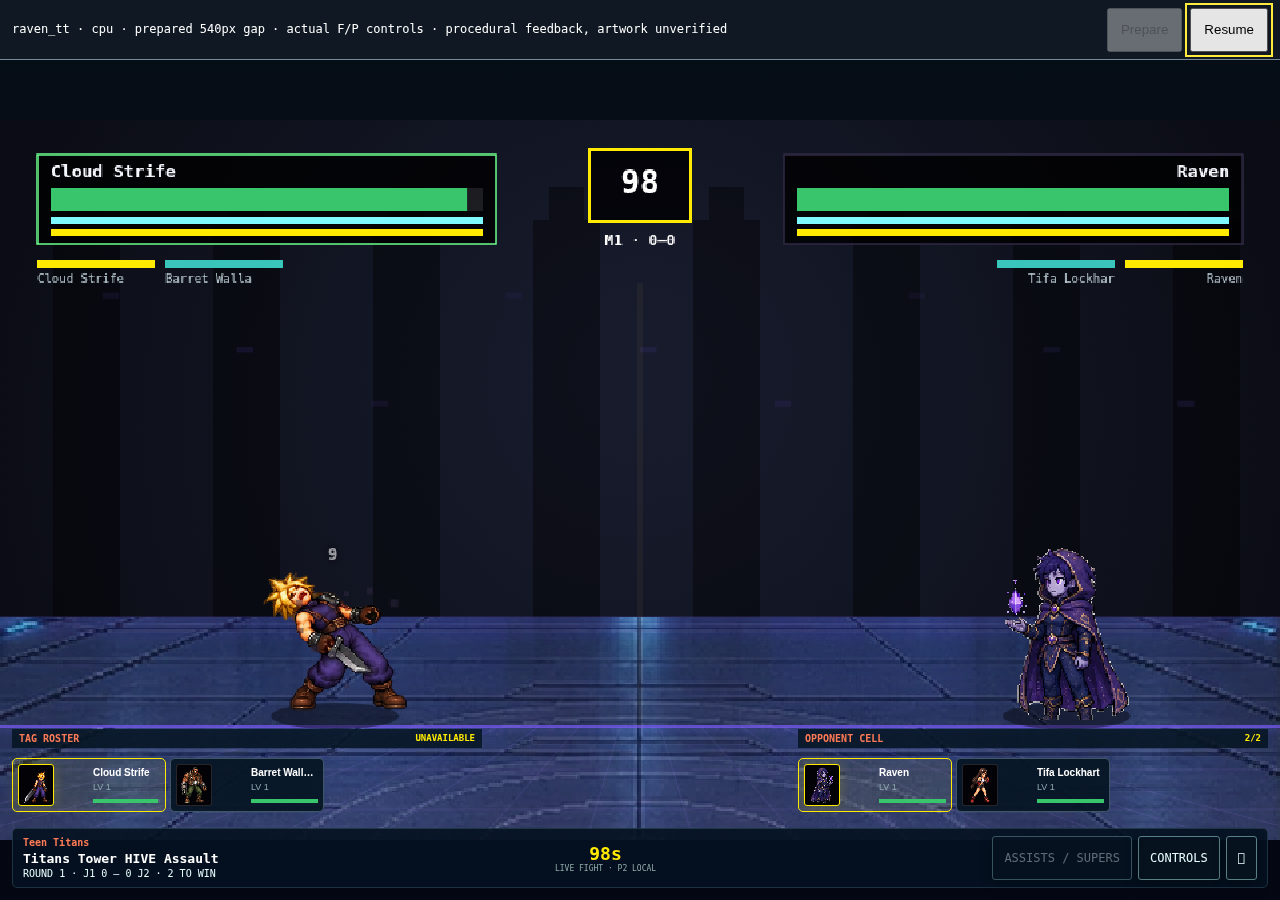 raven_tt · cpu · prepared 540px gap · actual F/P controls · procedural feedback, artwork unverified
Prepare
Resume
Cloud Strife
98
Raven
M1 · 0—0
Cloud Strife
Barret Walla
Tifa Lockhar
Raven
9
TAG ROSTER
UNAVAILABLE
OPPONENT CELL
2/2
Cloud Strife
LV 1
Barret Wall...
LV 1
Raven
LV 1
Tifa Lockhart
LV 1
Teen Titans
Titans Tower HIVE Assault
ROUND 1 · J1 0 — 0 J2 · 2 TO WIN
98s
LIVE FIGHT · P2 LOCAL
ASSISTS / SUPERS
CONTROLS